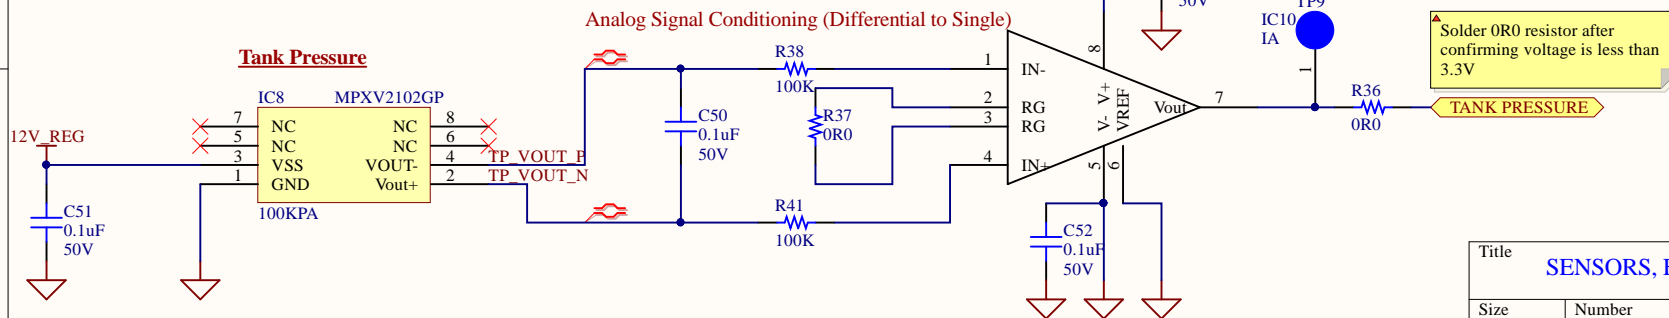 Analog Signal Conditioning (Differential to Single)
50V
TP9
IC10
IA
1
Solder 0R0 resistor after
confirming voltage is less than
3.3V
Tank Pressure
IC8 MPXV2102GP
7 NC NC 8
5 NC NC 6
3 VSS VOUT- 4
1 GND Vout+ 2
100KPA
12V_REG
C51
0.1uF
50V
TP_VOUT_P
TP_VOUT_N
C50
0.1uF
50V
R38
100K
R37
0R0
R41
100K
1 IN-
2 RG
3 RG
4 IN+
8
V+
V-
VREF
Vout 7
5
6
C52
0.1uF
50V
R36
0R0
TANK PRESSURE
Title
SENSORS,
Size Number